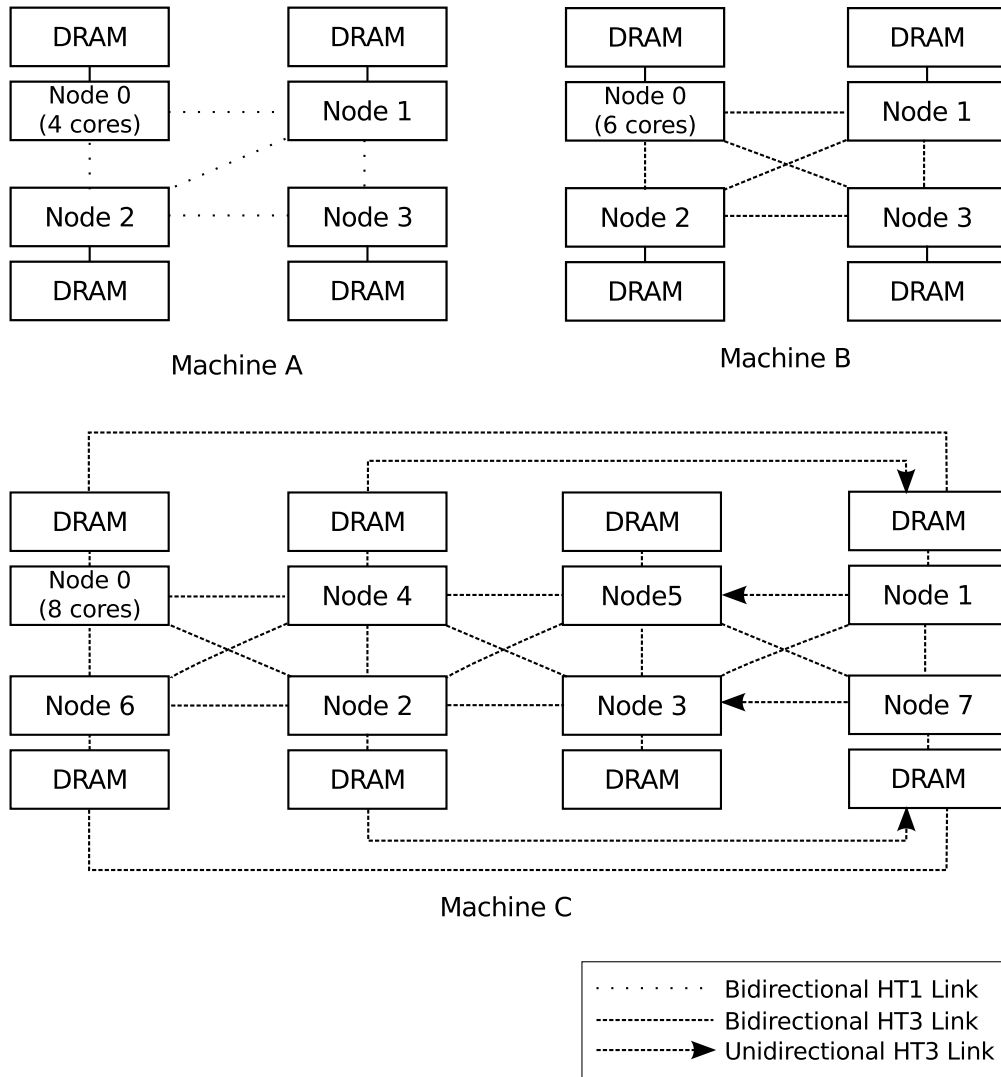 DRAM
DRAM
Node 0
(4 cores)
Node 1
Node 2
Node 3
DRAM
DRAM
Machine A
DRAM
DRAM
Node 0
(6 cores)
Node 1
Node 2
Node 3
DRAM
DRAM
Machine B
DRAM
DRAM
DRAM
DRAM
Node 0
(8 cores)
Node 4
Node5
Node 1
Node 6
Node 2
Node 3
Node 7
DRAM
DRAM
DRAM
DRAM
Machine C
Bidirectional HT1 Link
Bidirectional HT3 Link
Unidirectional HT3 Link